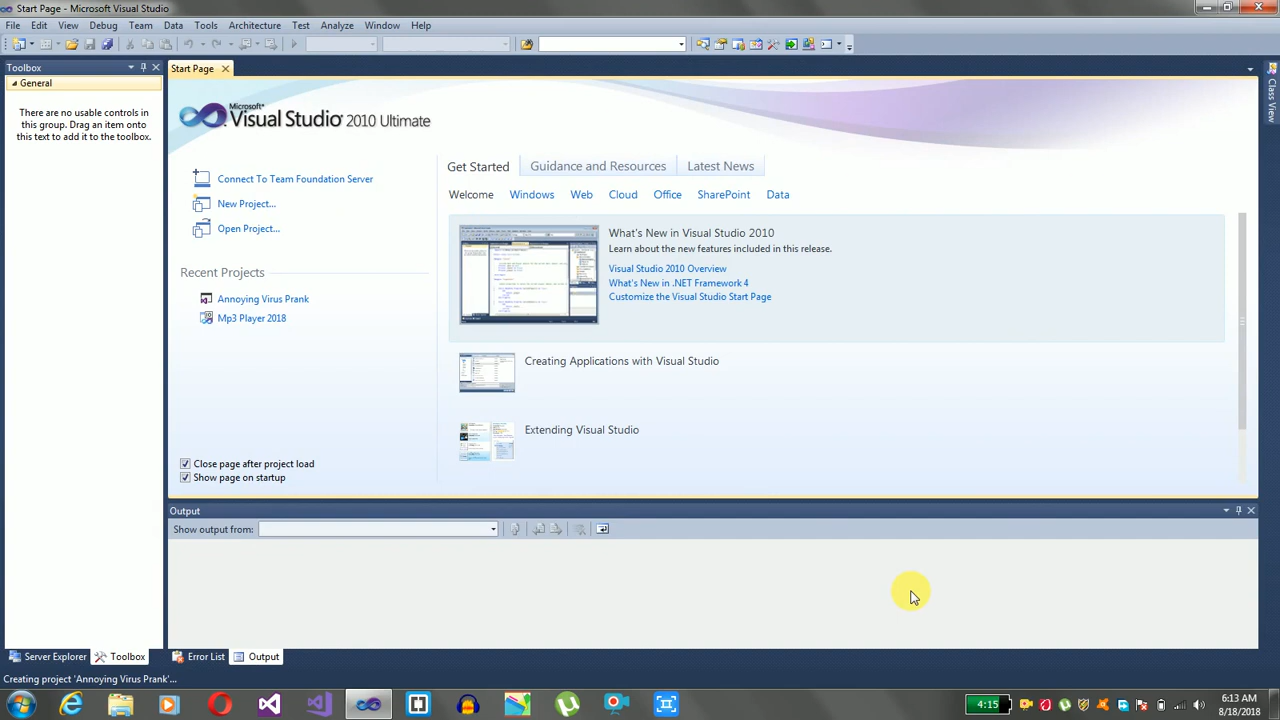 Start Page - Microsoft Visual Studio
File Edit View Debug Team Data Tools Architecture Test Analyze Window Help
Toolbox
Start Page
General
There are no usable controls in this group. Drag an item onto this text to add it to the toolbox.
Class View
Microsoft®
Visual Studio® 2010 Ultimate
Connect To Team Foundation Server
New Project...
Open Project...
Recent Projects
Annoying Virus Prank
Mp3 Player 2018
Close page after project load
Show page on startup
Get Started Guidance and Resources Latest News
Welcome Windows Web Cloud Office SharePoint Data
What's New in Visual Studio 2010
Learn about the new features included in this release.
Visual Studio 2010 Overview
What's New in .NET Framework 4
Customize the Visual Studio Start Page
Creating Applications with Visual Studio
Extending Visual Studio
Output
Show output from:
Server Explorer Toolbox Error List Output
Creating project 'Annoying Virus Prank'...
4:15
6:13 AM
8/18/2018